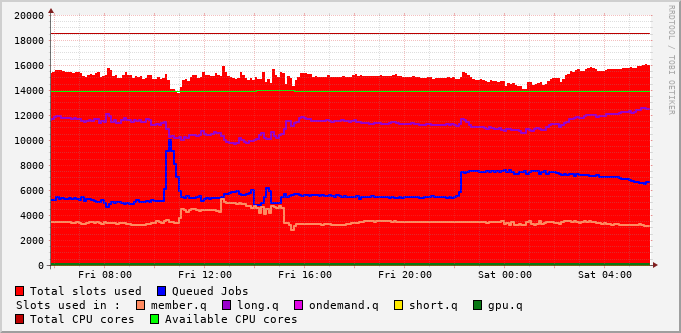 RRDTOOL / TOBI OETIKER
20000
18000
16000
14000
12000
10000
8000
6000
4000
2000
0
Fri 08:00 Fri 12:00 Fri 16:00 Fri 20:00 Sat 00:00 Sat 04:00
Total slots used Queued Jobs
Slots used in : member.q long.q ondemand.q short.q gpu.q
Total CPU cores Available CPU cores